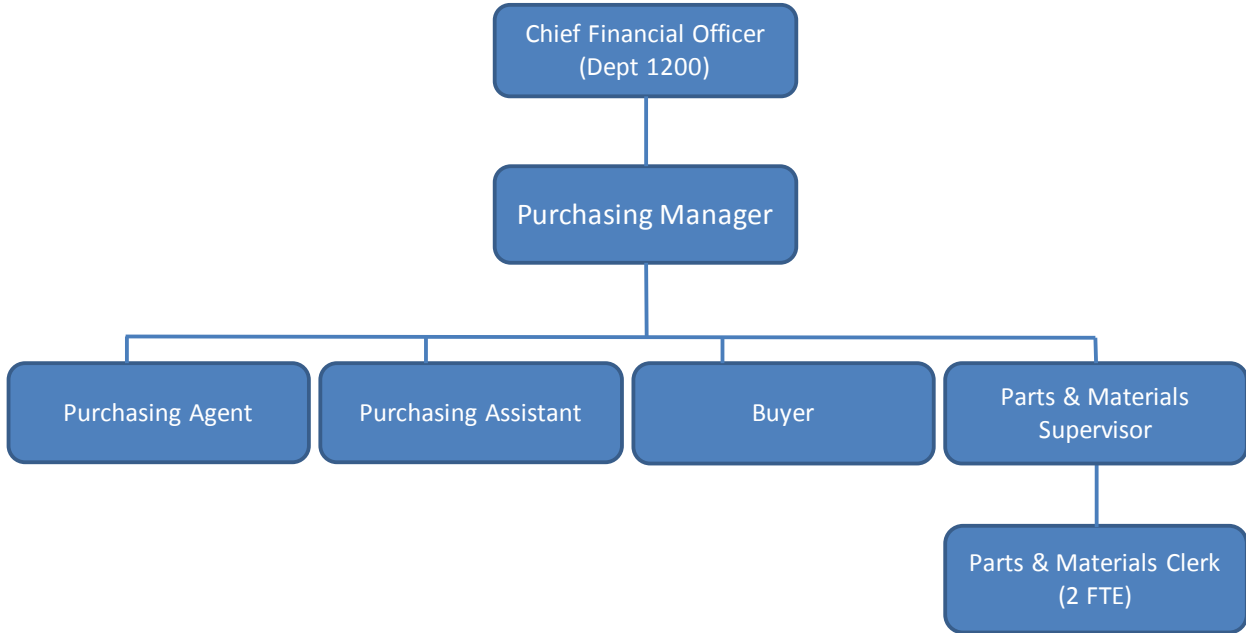 Chief Financial Officer
(Dept 1200)
Purchasing Manager
Purchasing Agent
Purchasing Assistant
Buyer
Parts & Materials
Supervisor
Parts & Materials Clerk
(2 FTE)